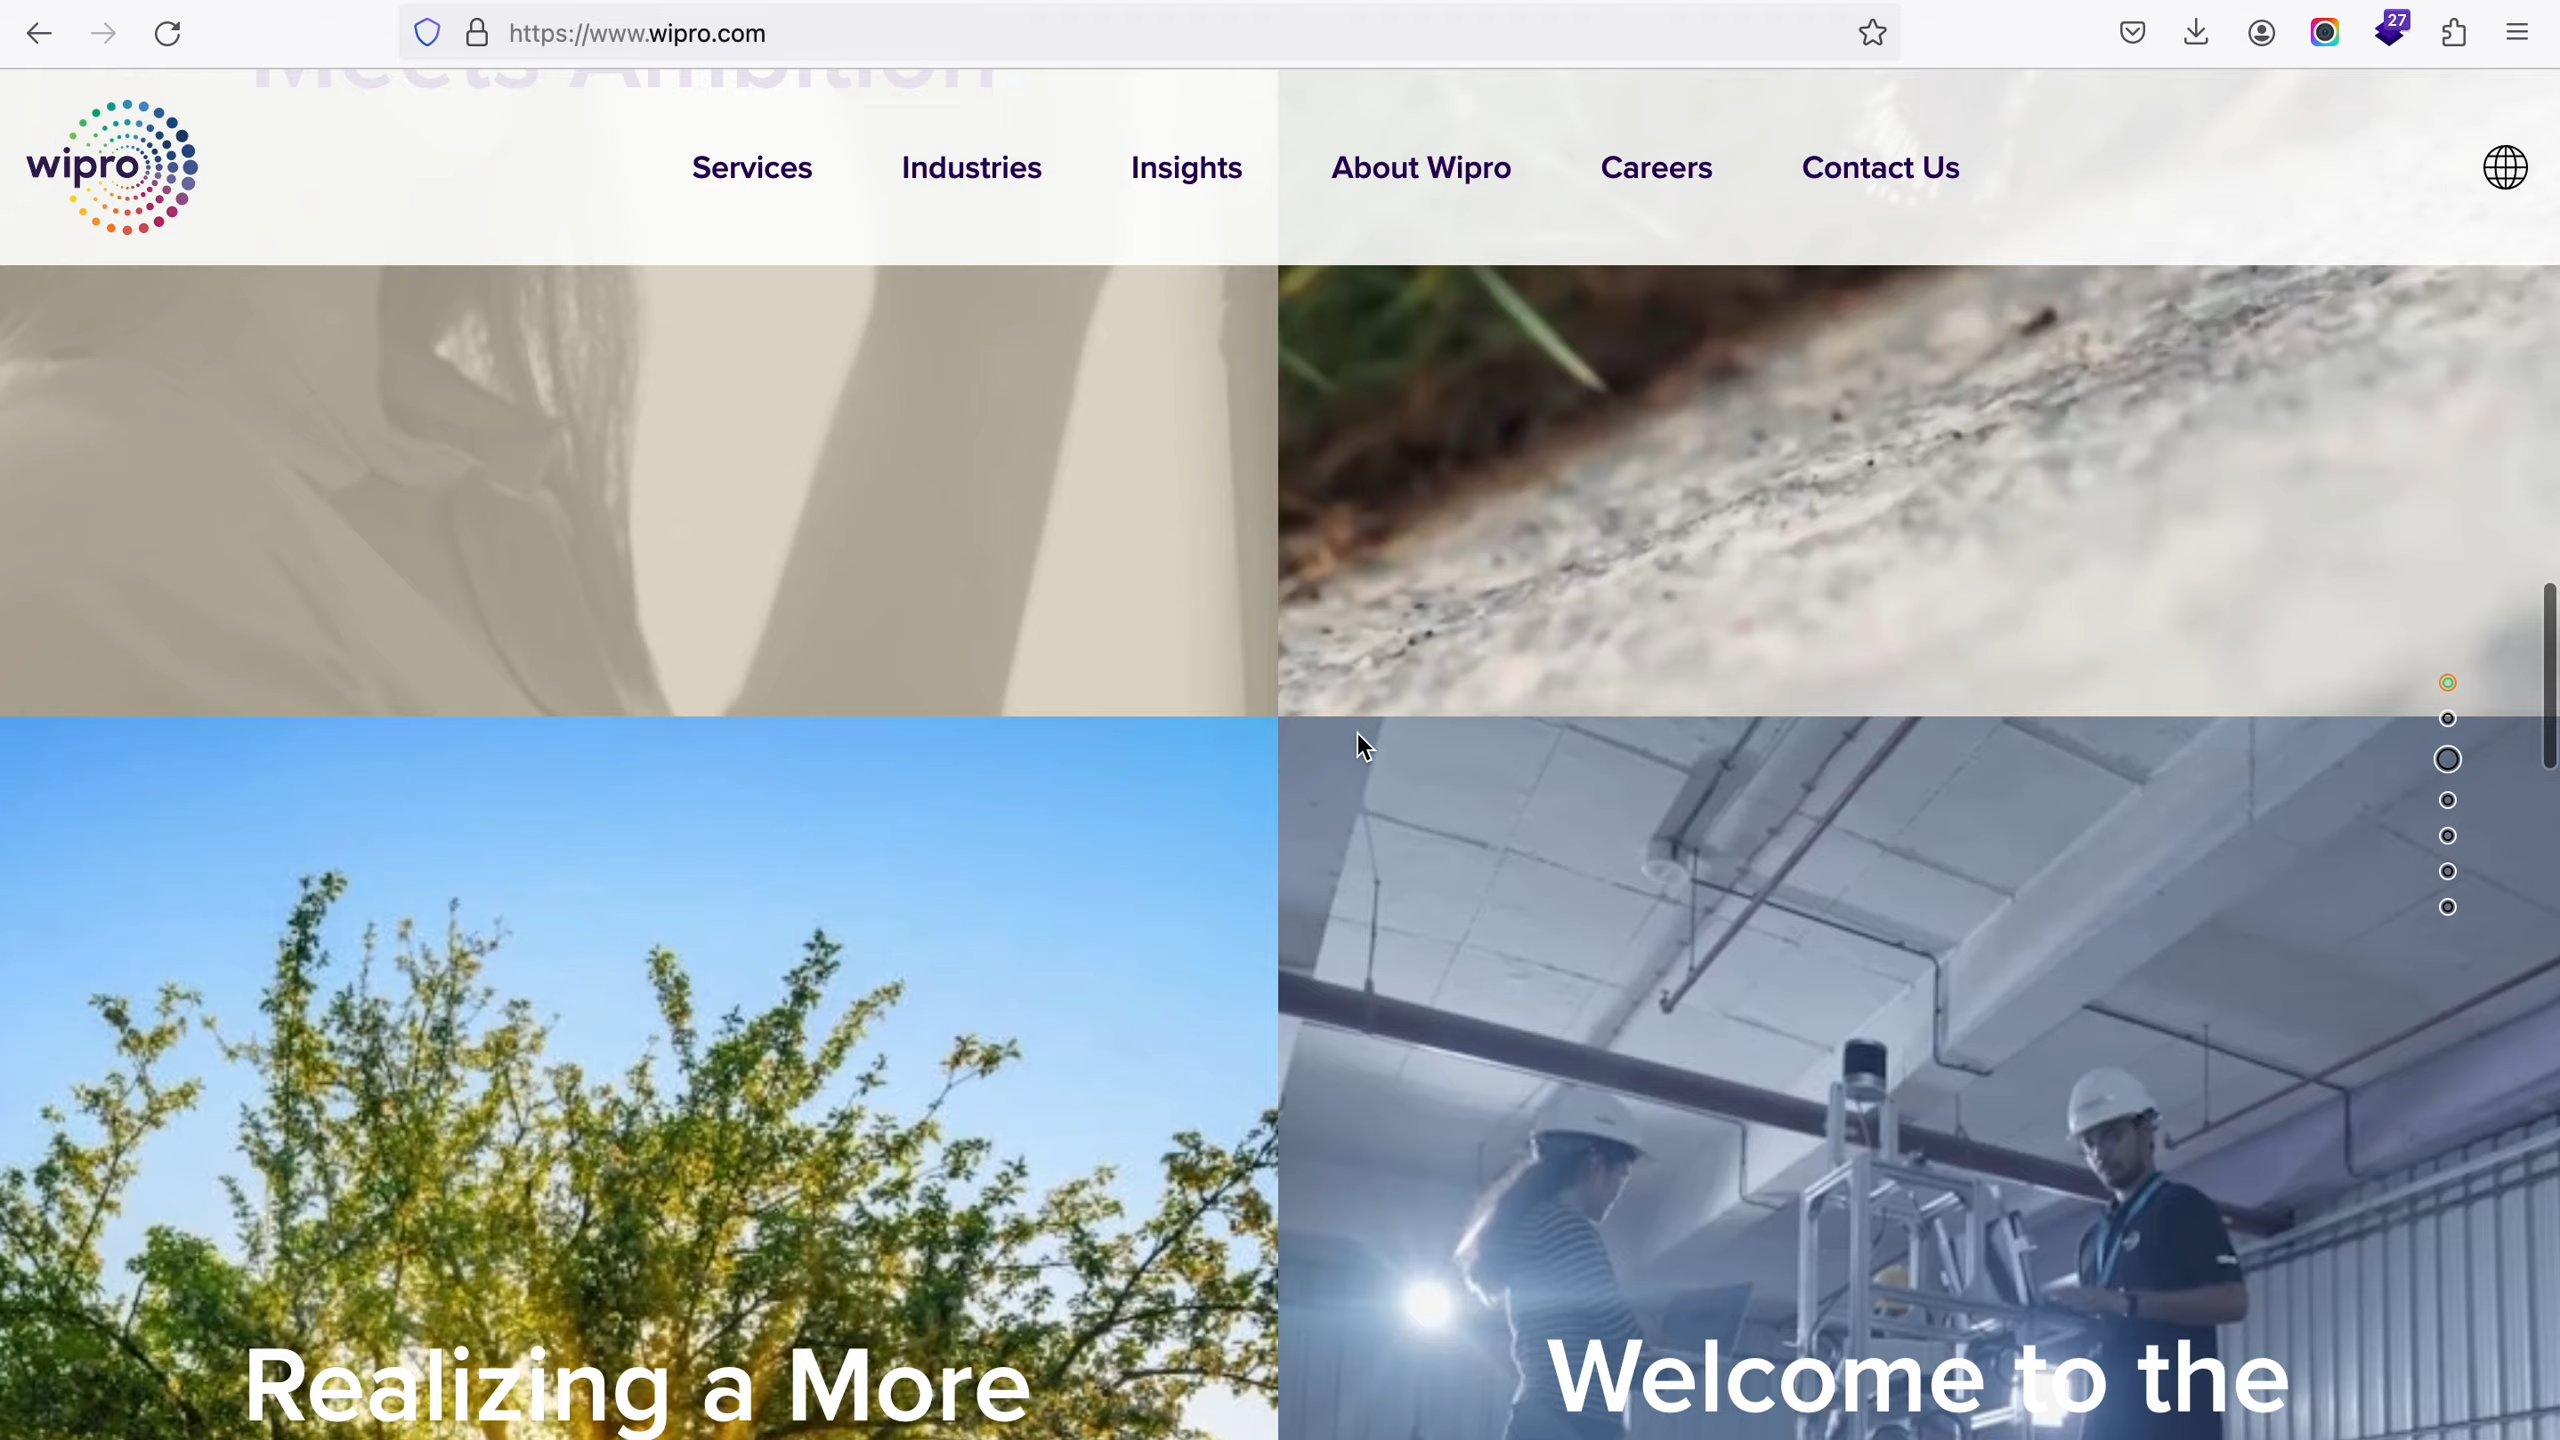 https://www.wipro.com
27
Meets Ambition
wipro
Services
Industries
Insights
About Wipro
Careers
Contact Us
Realizing a More
Welcome to the